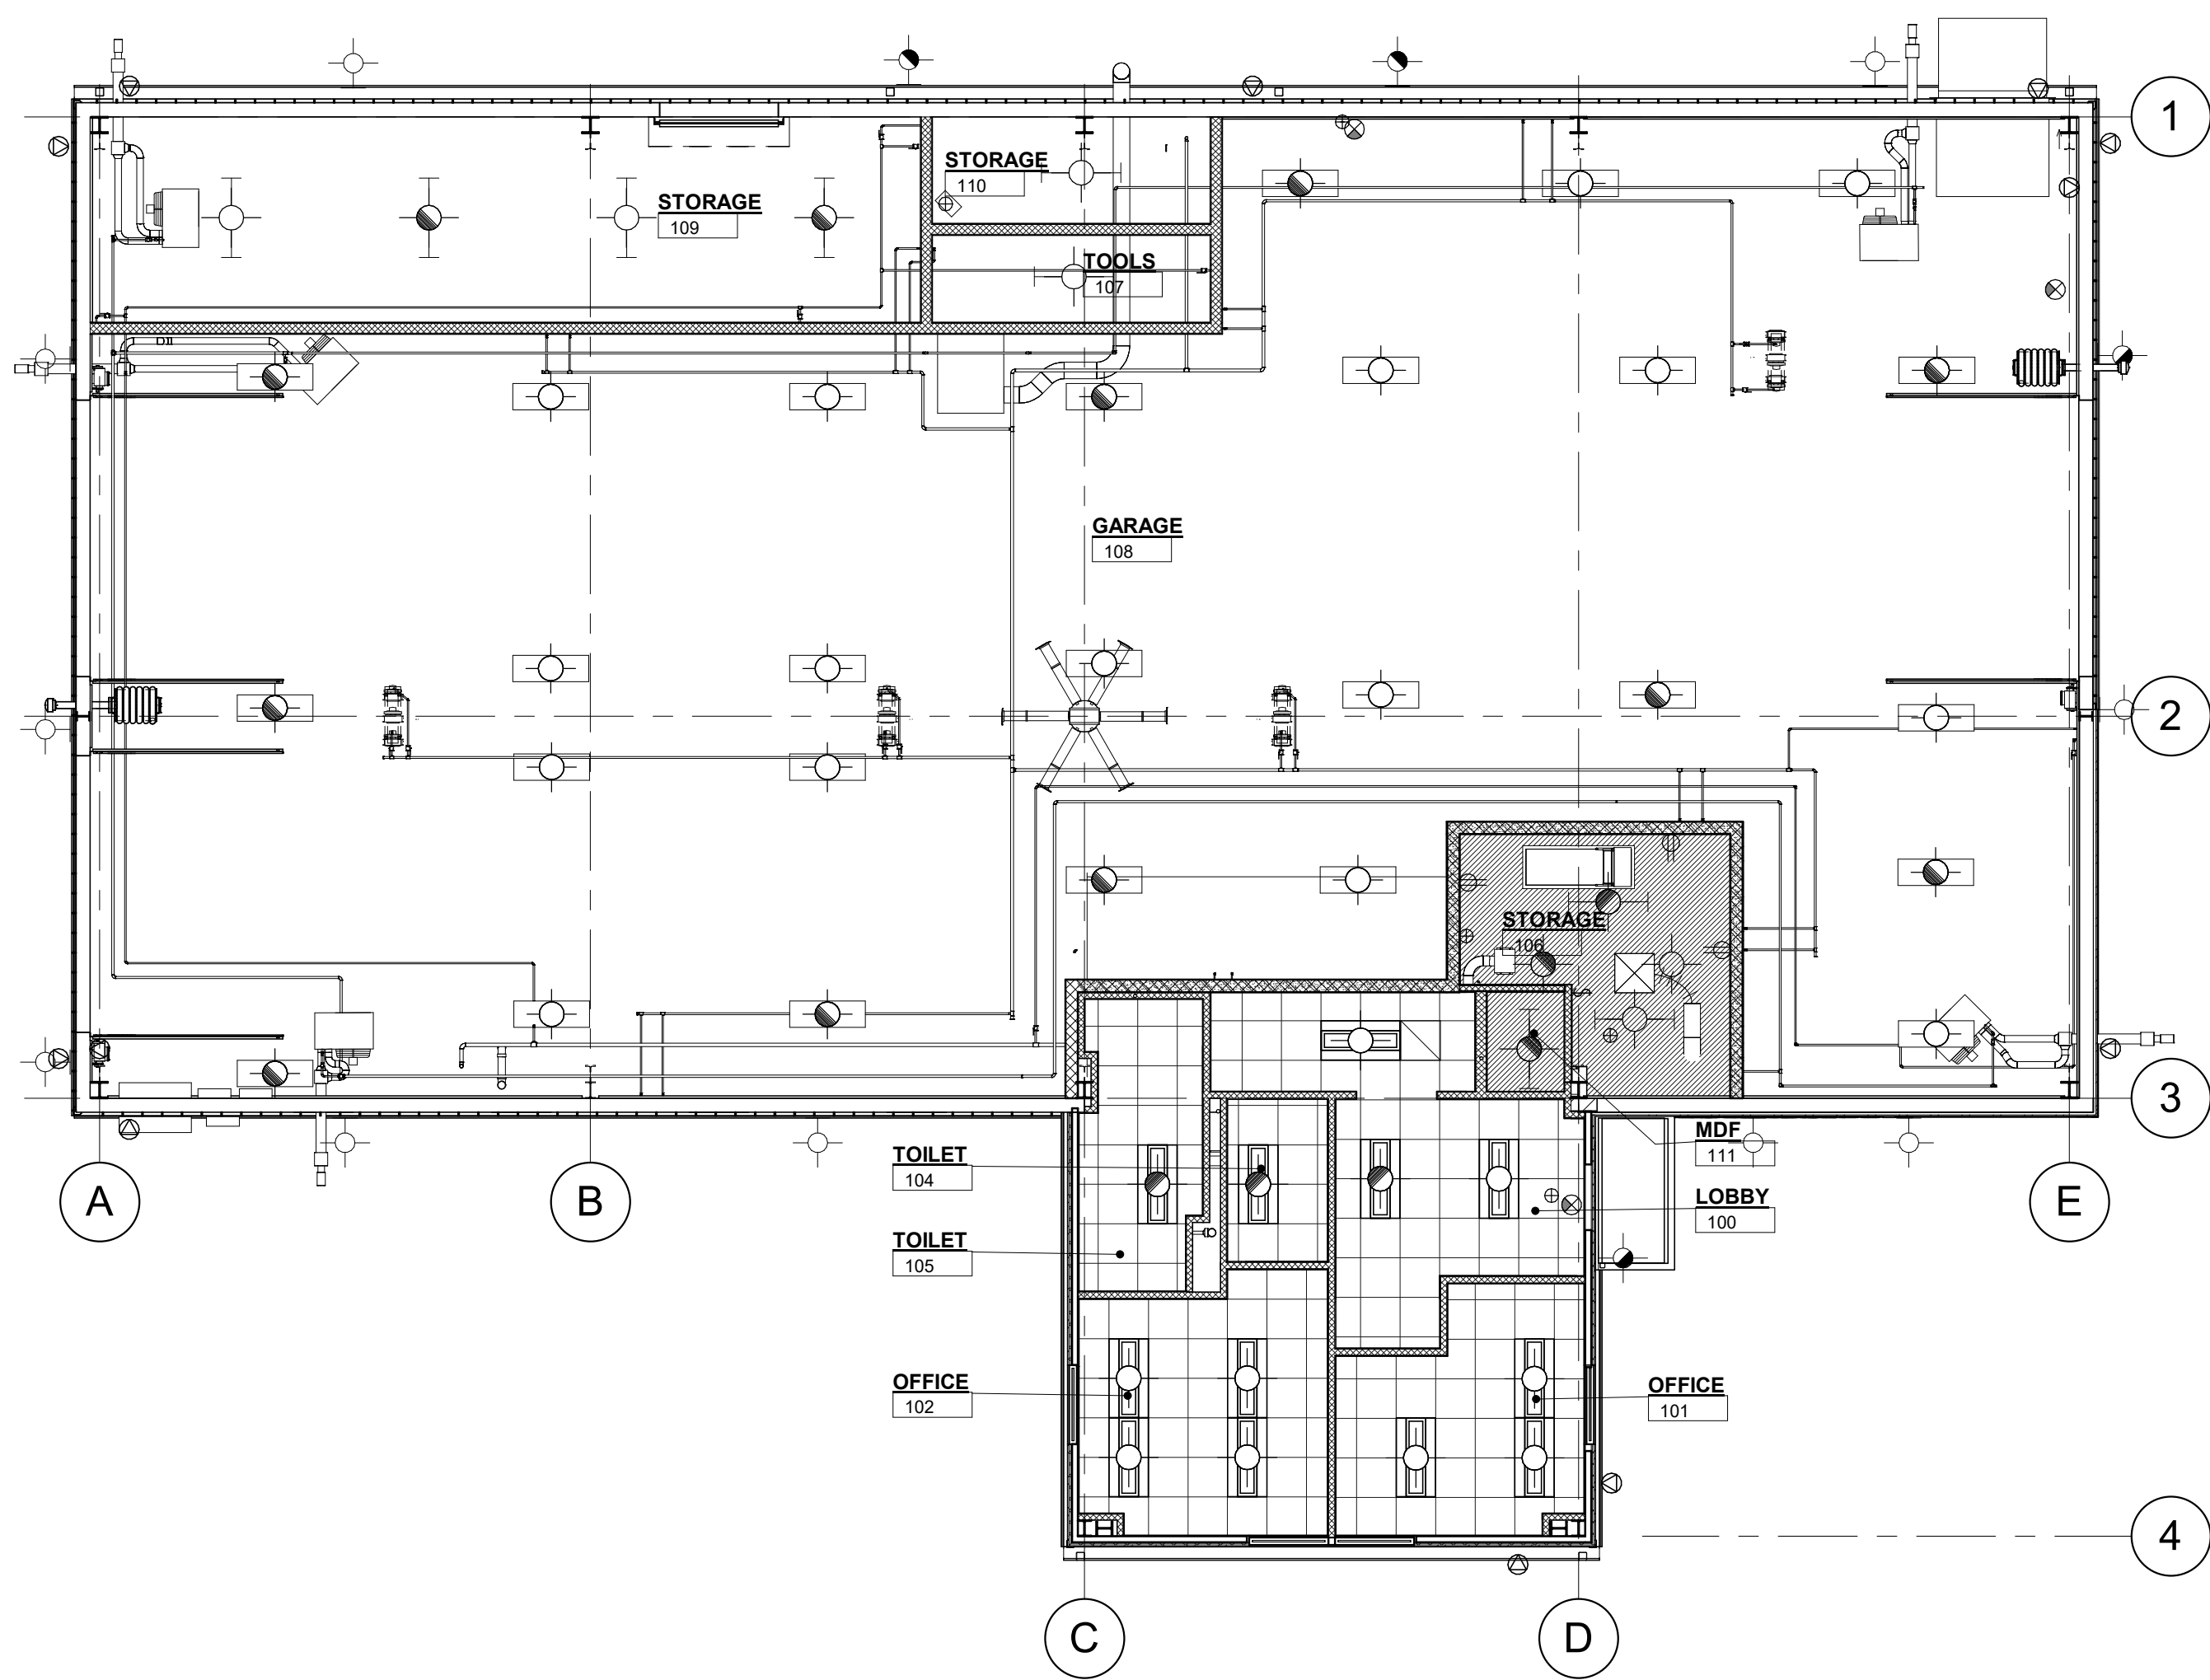 1
STORAGE
110
STORAGE
109
TOOLS
107
GARAGE
108
2
STORAGE
106
3
MDF
111
TOILET
104
LOBBY
100
A
B
E
TOILET
105
OFFICE
102
OFFICE
101
4
C
D